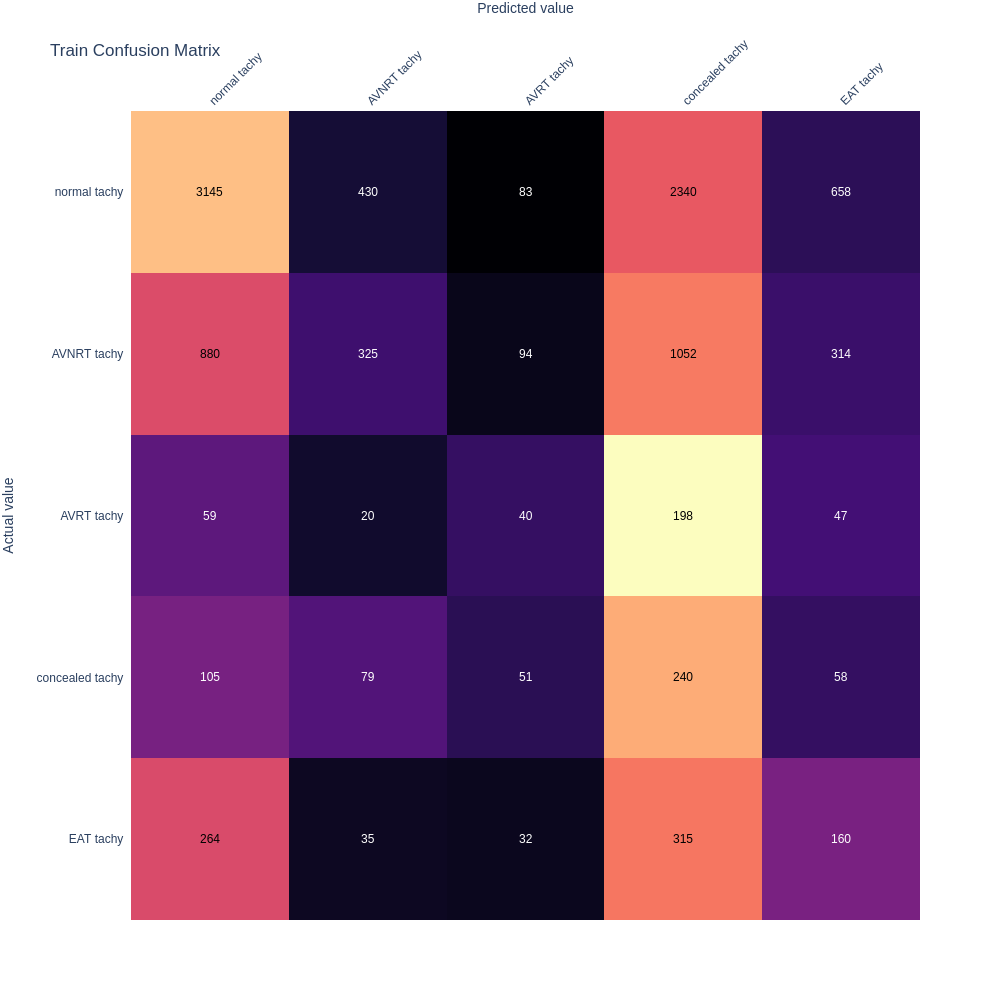 Predicted value
Train Confusion Matrix
normal tachy
AVNRT tachy
AVRT tachy
concealed tachy
EAT tachy
normal tachy 3145 430 83 2340 658
AVNRT tachy 880 325 94 1052 314
AVRT tachy 59 20 40 198 47
Actual value
concealed tachy 105 79 51 240 58
EAT tachy 264 35 32 315 160